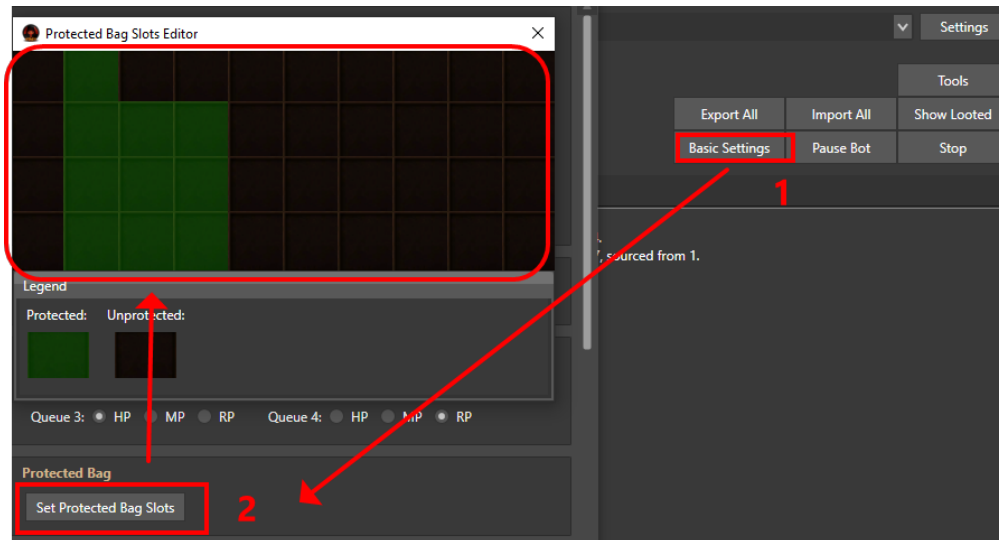 Protected Bag Slots Editor
Settings
Tools
Export All Import All Show Looted
Basic Settings Pause Bot Stop
1
, sourced from 1.
Legend
Protected: Unprotected:
Queue 3: HP MP RP Queue 4: HP MP RP
Protected Bag
Set Protected Bag Slots
2